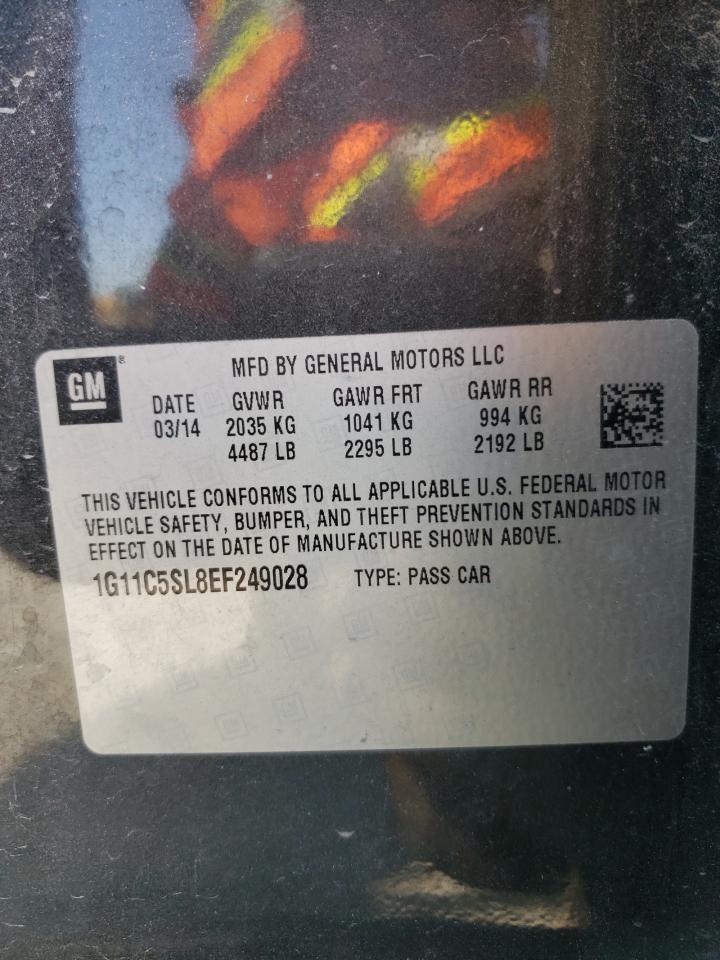 GM ®
MFD BY GENERAL MOTORS LLC
DATE GVWR GAWR FRT GAWR RR
03/14 2035 KG 1041 KG 994 KG
4487 LB 2295 LB 2192 LB
THIS VEHICLE CONFORMS TO ALL APPLICABLE U.S. FEDERAL MOTOR
VEHICLE SAFETY, BUMPER, AND THEFT PREVENTION STANDARDS IN
EFFECT ON THE DATE OF MANUFACTURE SHOWN ABOVE.
1G11C5SL8EF249028 TYPE: PASS CAR